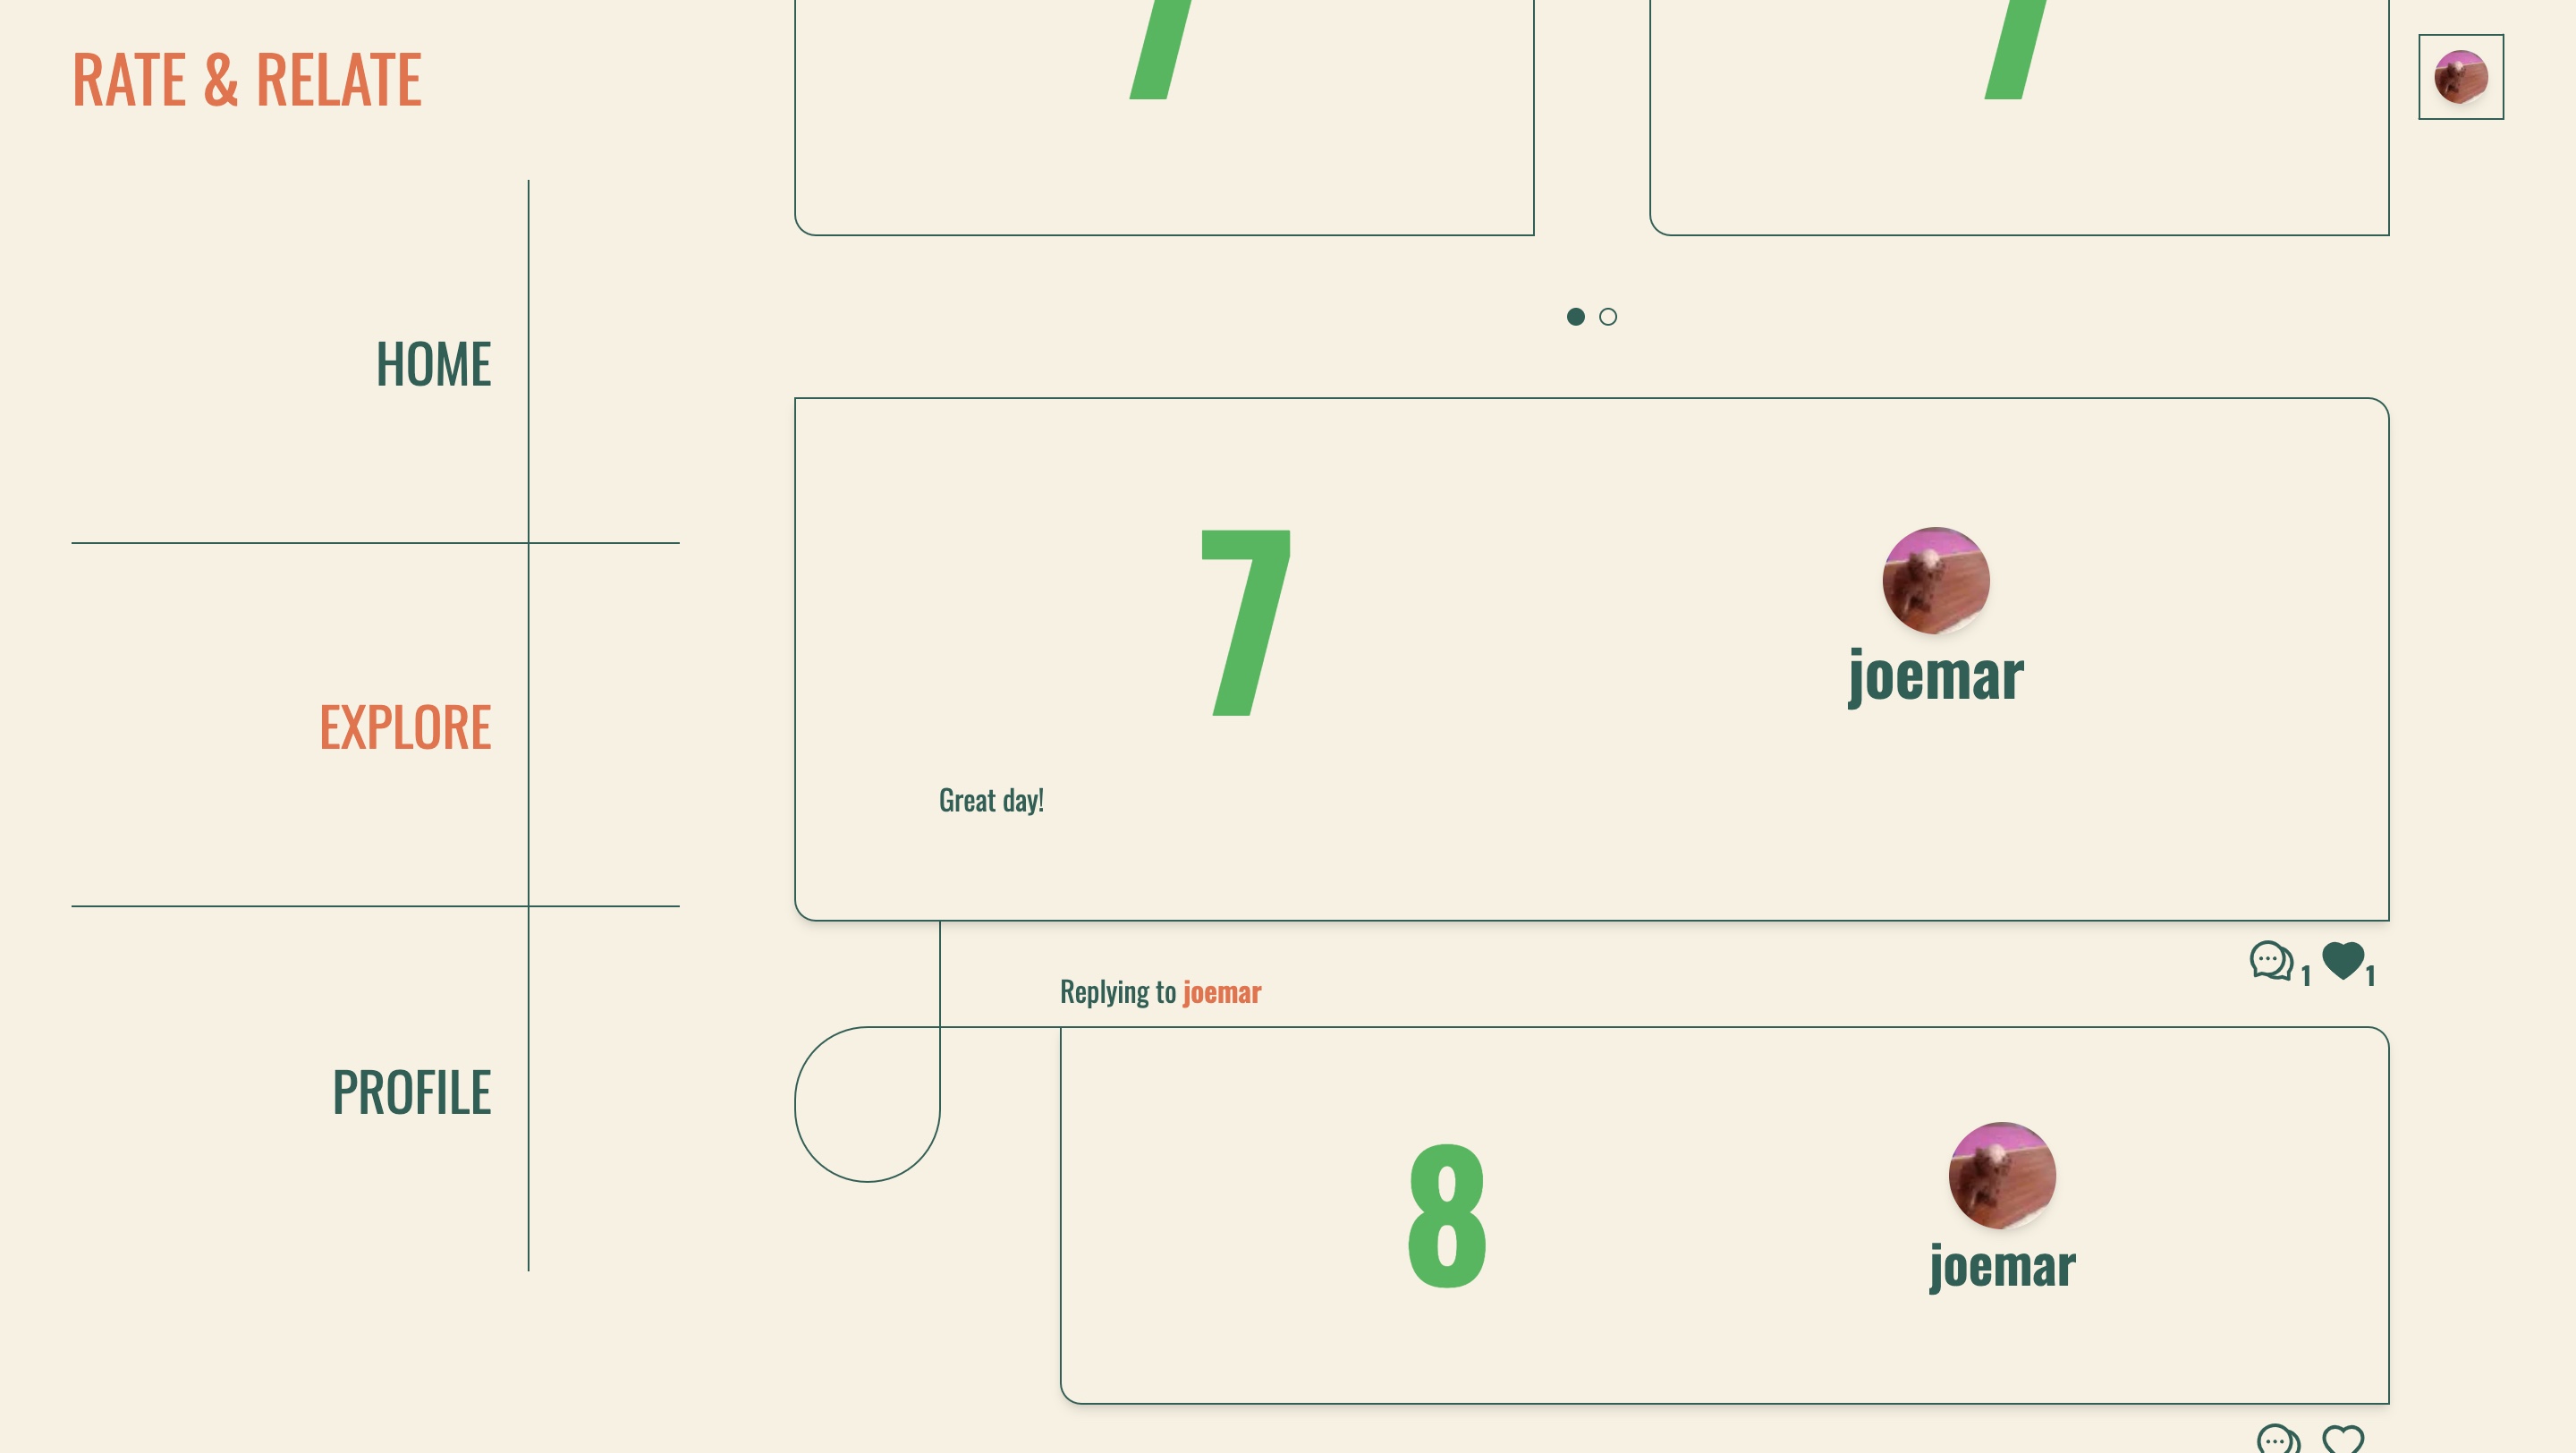 RATE & RELATE
7
7
HOME
EXPLORE
PROFILE
7
joemar
Great day!
1
1
Replying to joemar
8
joemar